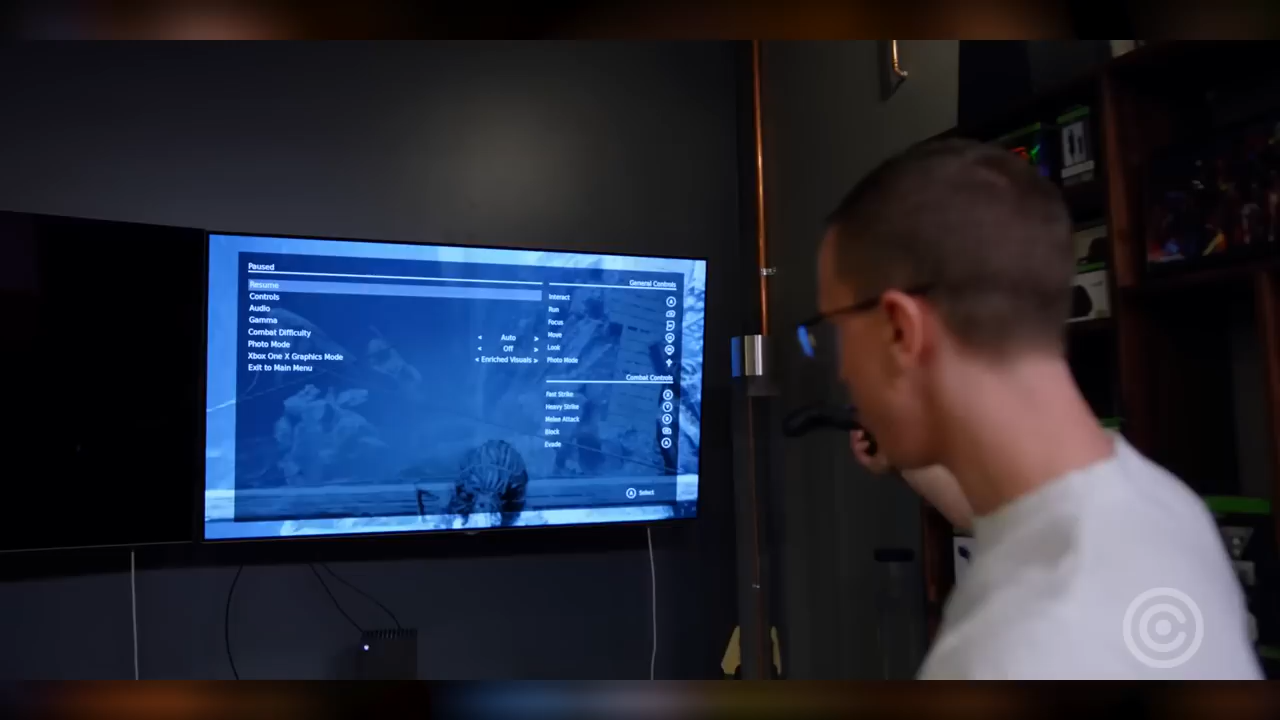 Paused
Resume
Controls
Audio
Gamma
Combat Difficulty
Auto
Photo Mode
Off
Xbox One X Graphics Mode
Enriched Visuals
Exit to Main Menu
General Controls
Interact
Run
Focus
Move
Look
Photo Mode
Combat Controls
Fast Strike
Heavy Strike
Melee Attack
Block
Evade
A Select